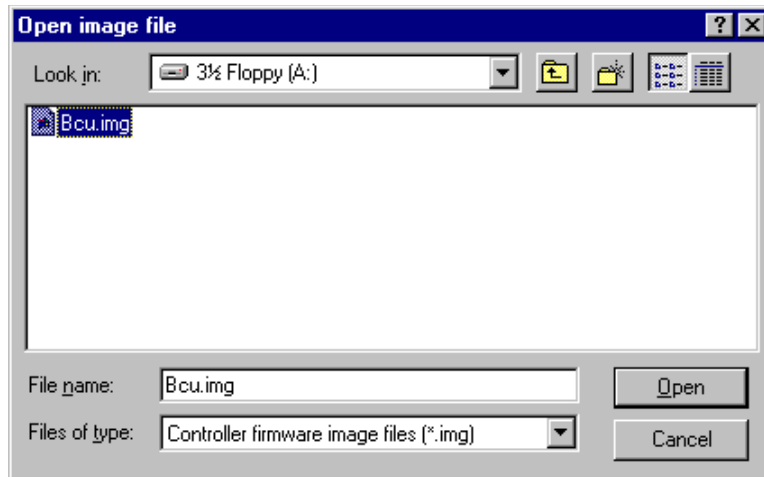 Open image file
Look in: 3½ Floppy (A:)
Bcu.img
File name: Bcu.img Open
Files of type: Controller firmware image files (*.img) Cancel